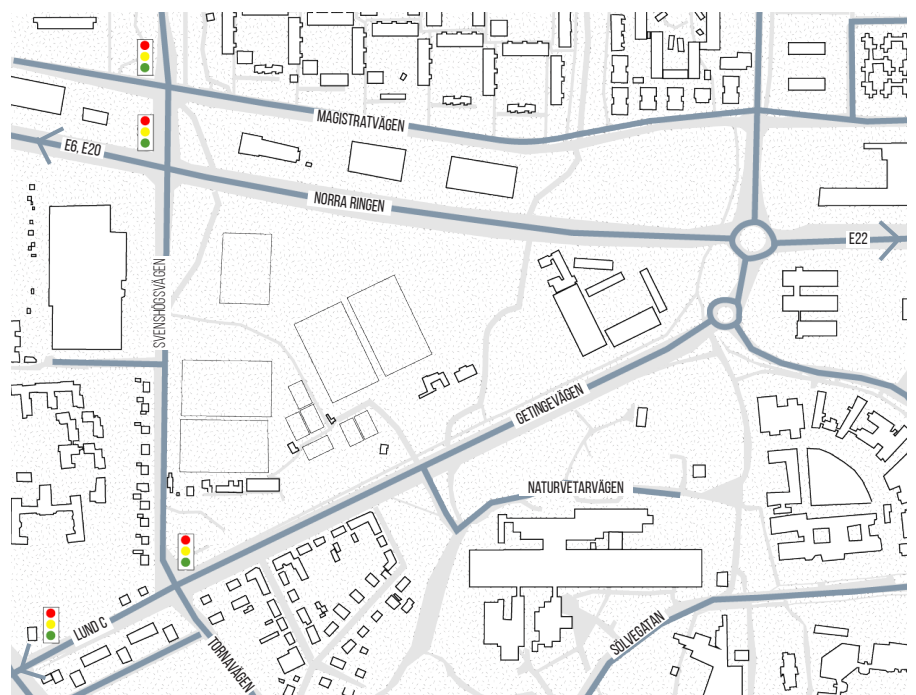 MAGISTRATVÄGEN
E6, E20
NORRA RINGEN
E22
SVENSHÖGSVÄGEN
GETINGEVÄGEN
NATURVETARVÄGEN
LUND C
TORNAVÄGEN
SÖLVEGATAN